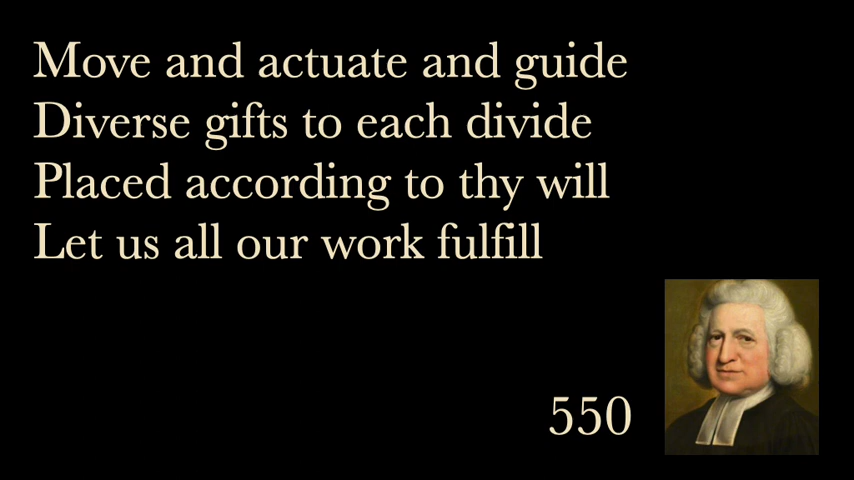 Move and actuate and guide
Diverse gifts to each divide
Placed according to thy will
Let us all our work fulfill
550